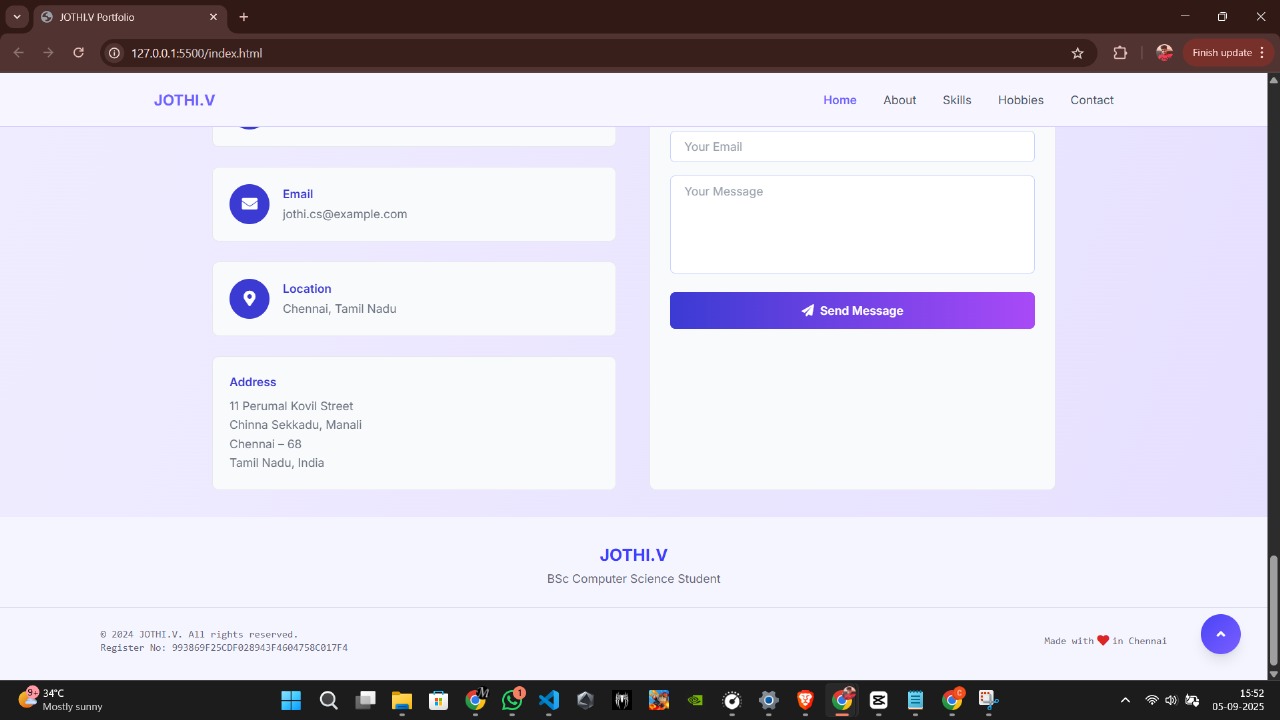 JOTHI.V Portfolio
127.0.0.1:5500/index.html
Finish update
JOTHI.V
Home About Skills Hobbies Contact
Email
jothi.cs@example.com
Location
Chennai, Tamil Nadu
Address
11 Perumal Kovil Street
Chinna Sekkadu, Manali
Chennai – 68
Tamil Nadu, India
Your Email
Your Message
Send Message
JOTHI.V
BSc Computer Science Student
© 2024 JOTHI.V. All rights reserved.
Register No: 993869F25CDF028943F4604758C017F4
Made with ❤ in Chennai
9+
34°C
Mostly sunny
M
1
C
15:52
05-09-2025